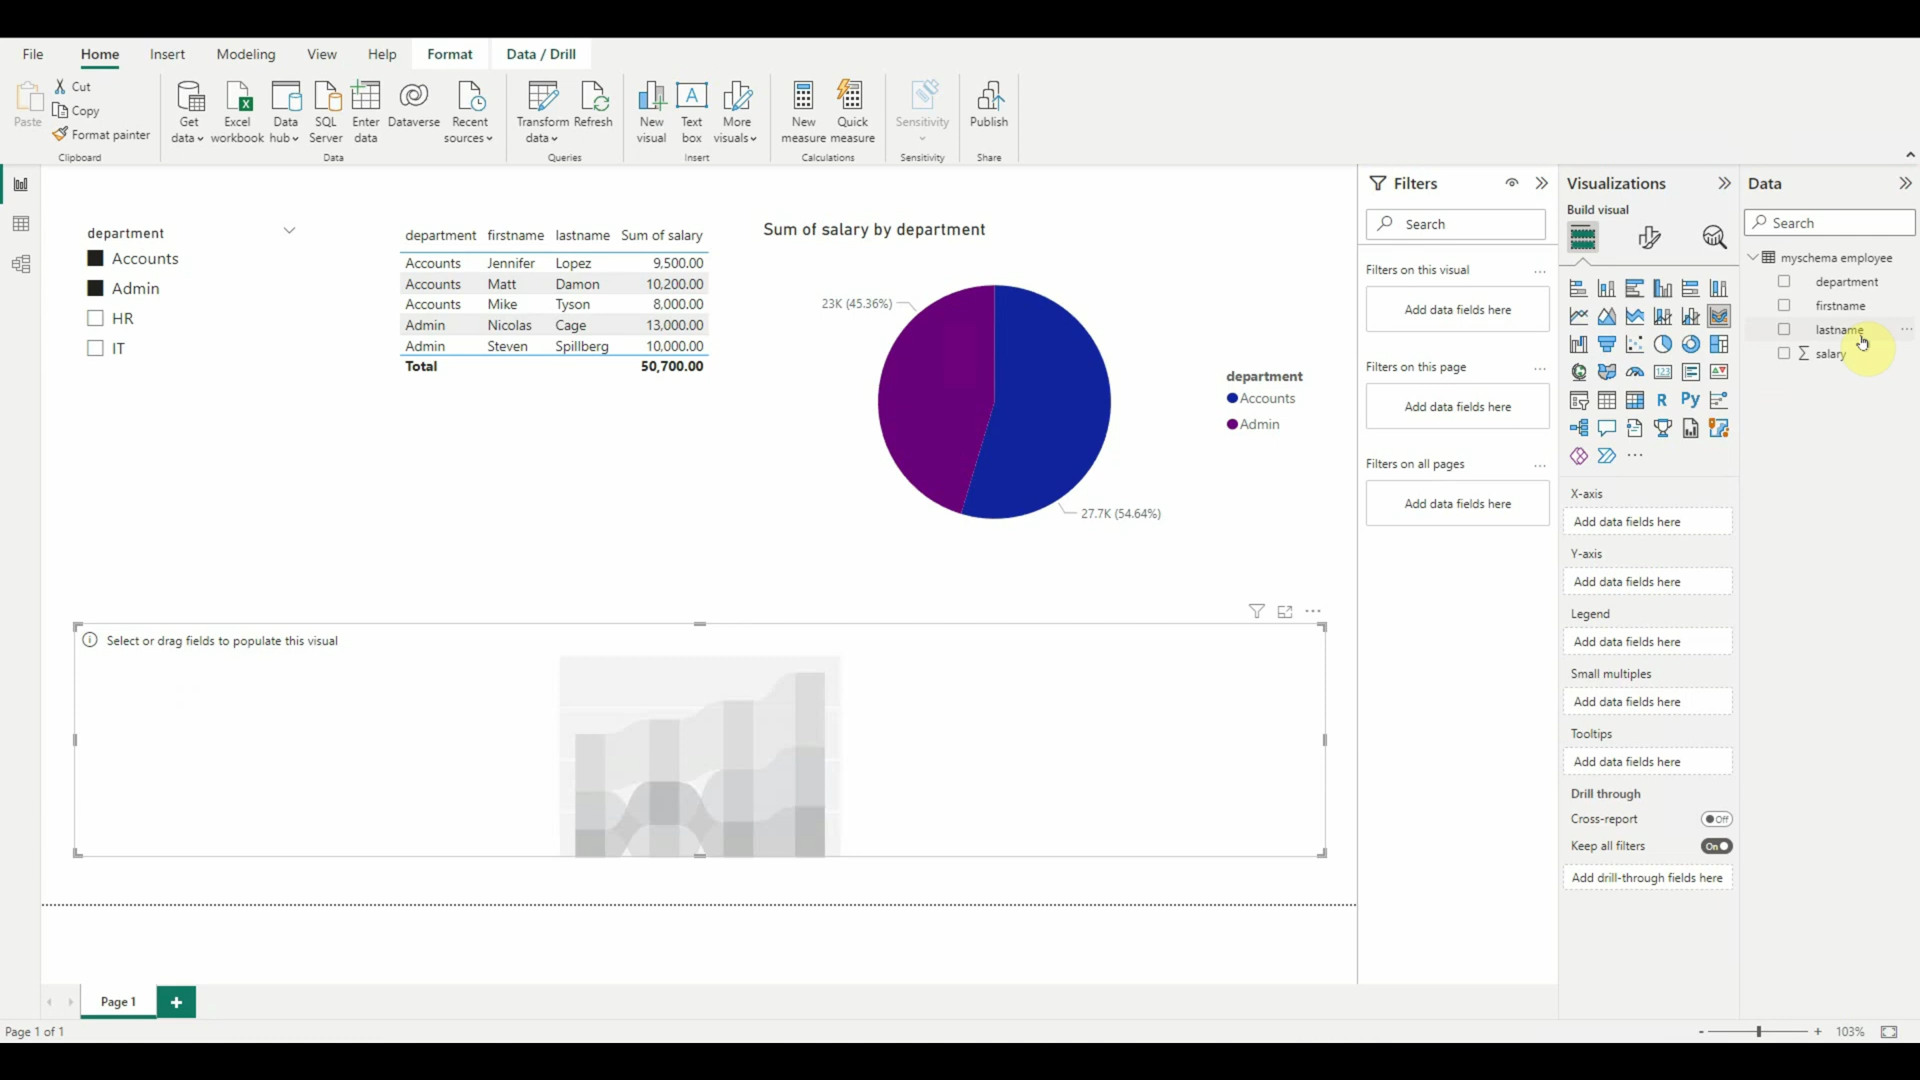 File Home Insert Modeling View Help Format Data / Drill
Paste Cut Copy Format painter
Clipboard
Get data Excel workbook Data hub SQL Server Enter data Dataverse Recent sources
Data
Transform data Refresh
Queries
New visual A Text box More visuals
Insert
New measure Quick measure
Calculations
Sensitivity
Sensitivity
Publish
Share
department
Accounts
Admin
HR
IT
department firstname lastname Sum of salary
Accounts Jennifer Lopez 9,500.00
Accounts Matt Damon 10,200.00
Accounts Mike Tyson 8,000.00
Admin Nicolas Cage 13,000.00
Admin Steven Spillberg 10,000.00
Total 50,700.00
Sum of salary by department
23K (45.36%)
27.7K (54.64%)
department
Accounts
Admin
Select or drag fields to populate this visual
Filters
Search
Filters on this visual ...
Add data fields here
Filters on this page ...
Add data fields here
Filters on all pages ...
Add data fields here
Visualizations
Build visual
123
R Py
...
X-axis
Add data fields here
Y-axis
Add data fields here
Legend
Add data fields here
Small multiples
Add data fields here
Tooltips
Add data fields here
Drill through
Cross-report Off
Keep all filters On
Add drill-through fields here
Data
Search
myschema employee
department
firstname
lastname ...
∑ salary
Page 1
+
Page 1 of 1
- + 103%